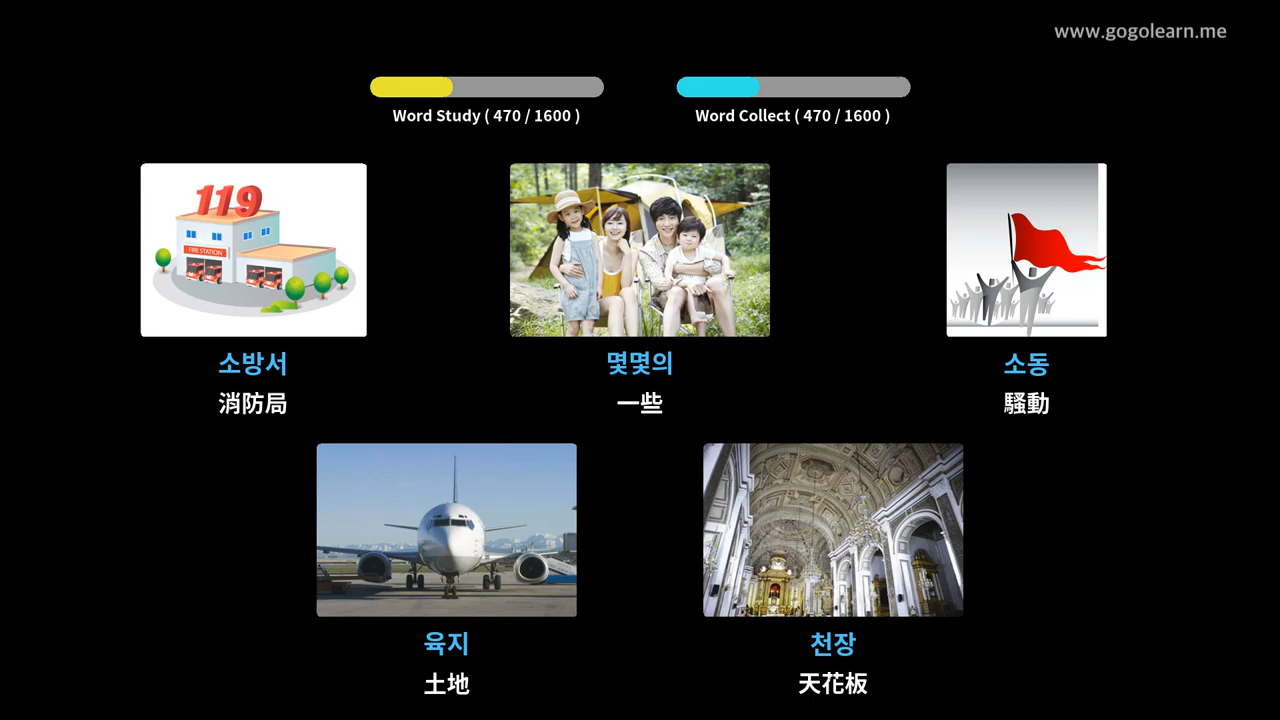 www.gogolearn.me
Word Study ( 470 / 1600 )
Word Collect ( 470 / 1600 )
119
FIRE STATION
소방서
消防局
몇몇의
一些
소동
騷動
육지
土地
천장
天花板